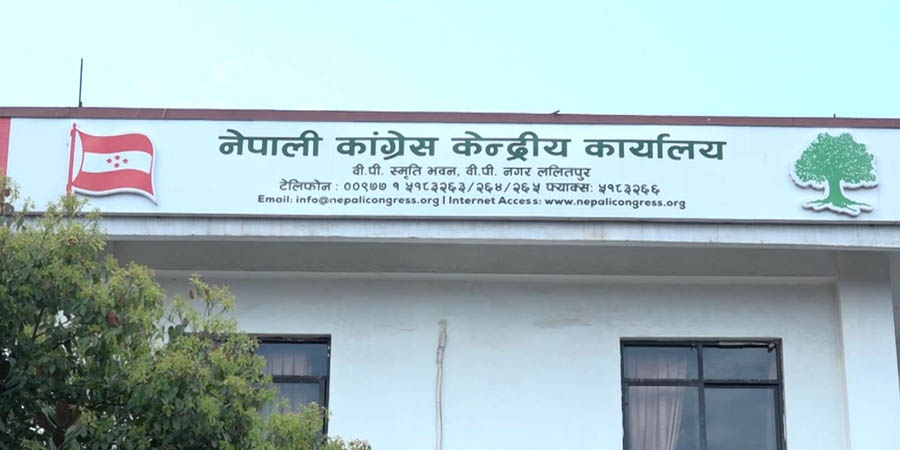 नेपाली कांग्रेस केन्द्रीय कार्यालय
वी.पी. स्मृति भवन, वी.पी. नगर ललितपुर
टेलिफोन : ००९७७ १ ५१८३२६३/२६४/२६५ फ्याक्स: ५१८३२६६
Email: info@nepalicongress.org | Internet Access: www.nepalicongress.org